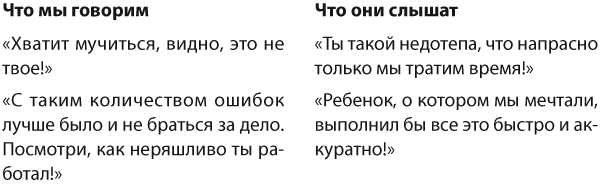 Что мы говорим
«Хватит мучиться, видно, это не
твое!»
«С таким количеством ошибок
лучше было и не браться за дело.
Посмотри, как неряшливо ты ра-
ботал!»
Что они слышат
«Ты такой недотепа, что напрасно
только мы тратим время!»
«Ребенок, о котором мы мечтали,
выполнил бы все это быстро и ак-
куратно!»